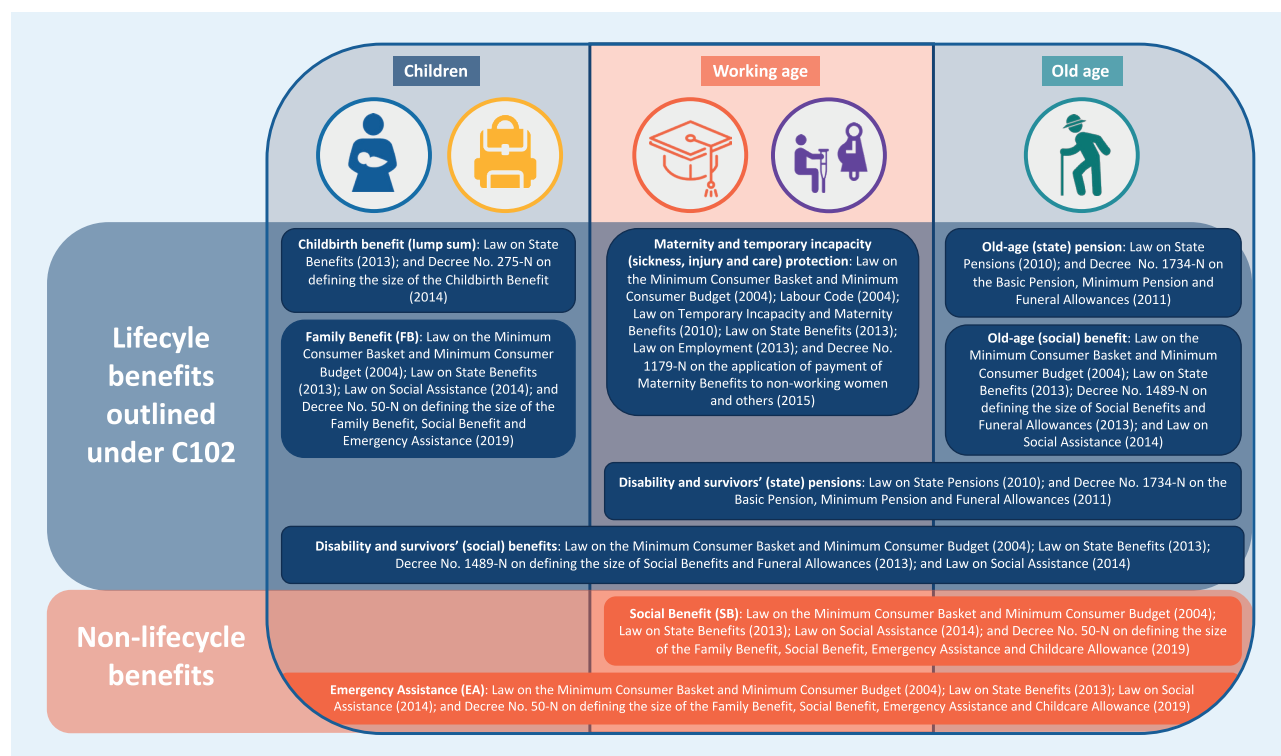 Children
Working age
Old age
Lifecyle
benefits
outlined
under C102
Childbirth benefit (lump sum): Law on State
Benefits (2013); and Decree No. 275-N on
defining the size of the Childbirth Benefit
(2014)
Family Benefit (FB): Law on the Minimum
Consumer Basket and Minimum Consumer
Budget (2004); Law on State Benefits
(2013); Law on Social Assistance (2014); and
Decree No. 50-N on defining the size of the
Family Benefit, Social Benefit and
Emergency Assistance (2019)
Maternity and temporary incapacity
(sickness, injury and care) protection: Law on
the Minimum Consumer Basket and Minimum
Consumer Budget (2004); Labour Code (2004);
Law on Temporary Incapacity and Maternity
Benefits (2010); Law on State Benefits (2013);
Law on Employment (2013); and Decree No.
1179-N on the application of payment of
Maternity Benefits to non-working women
and others (2015)
Old-age (state) pension: Law on State
Pensions (2010); and Decree No. 1734-N on
the Basic Pension, Minimum Pension and
Funeral Allowances (2011)
Old-age (social) benefit: Law on the
Minimum Consumer Basket and Minimum
Consumer Budget (2004); Law on State
Benefits (2013); Decree No. 1489-N on
defining the size of Social Benefits and
Funeral Allowances (2013); and Law on
Social Assistance (2014)
Disability and survivors’ (state) pensions: Law on State Pensions (2010); and Decree No. 1734-N on the
Basic Pension, Minimum Pension and Funeral Allowances (2011)
Disability and survivors’ (social) benefits: Law on the Minimum Consumer Basket and Minimum Consumer Budget (2004); Law on State Benefits (2013);
Decree No. 1489-N on defining the size of Social Benefits and Funeral Allowances (2013); and Law on Social Assistance (2014)
Non-lifecycle
benefits
Social Benefit (SB): Law on the Minimum Consumer Basket and Minimum Consumer Budget (2004);
Law on State Benefits (2013); Law on Social Assistance (2014); and Decree No. 50-N on defining the size
of the Family Benefit, Social Benefit, Emergency Assistance and Childcare Allowance (2019)
Emergency Assistance (EA): Law on the Minimum Consumer Basket and Minimum Consumer Budget (2004); Law on State Benefits (2013); Law on Social
Assistance (2014); and Decree No. 50-N on defining the size of the Family Benefit, Social Benefit, Emergency Assistance and Childcare Allowance (2019)